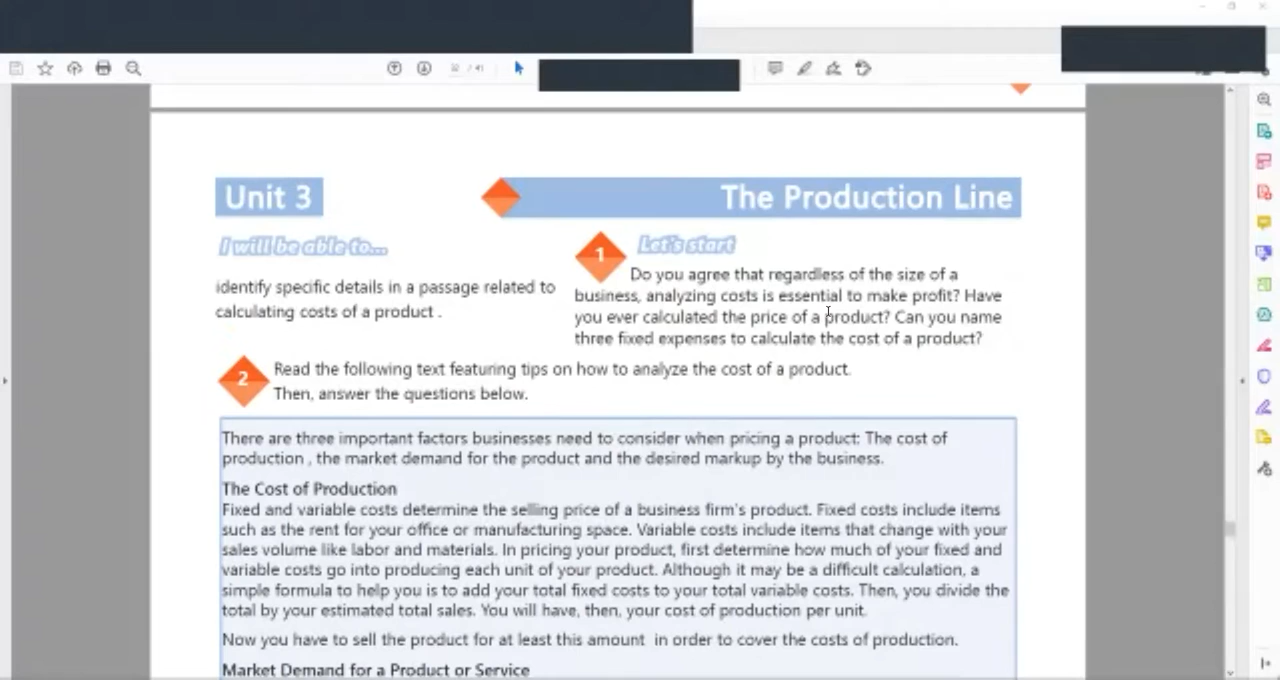 Unit 3
The Production Line
I will be able to...
identify specific details in a passage related to
calculating costs of a product .
1
Let's start
Do you agree that regardless of the size of a
business, analyzing costs is essential to make profit? Have
you ever calculated the price of a product? Can you name
three fixed expenses to calculate the cost of a product?
2
Read the following text featuring tips on how to analyze the cost of a product.
Then, answer the questions below.
There are three important factors businesses need to consider when pricing a product: The cost of
production , the market demand for the product and the desired markup by the business.
The Cost of Production
Fixed and variable costs determine the selling price of a business firm's product. Fixed costs include items
such as the rent for your office or manufacturing space. Variable costs include items that change with your
sales volume like labor and materials. In pricing your product, first determine how much of your fixed and
variable costs go into producing each unit of your product. Although it may be a difficult calculation, a
simple formula to help you is to add your total fixed costs to your total variable costs. Then, you divide the
total by your estimated total sales. You will have, then, your cost of production per unit.
Now you have to sell the product for at least this amount in order to cover the costs of production.
Market Demand for a Product or Service